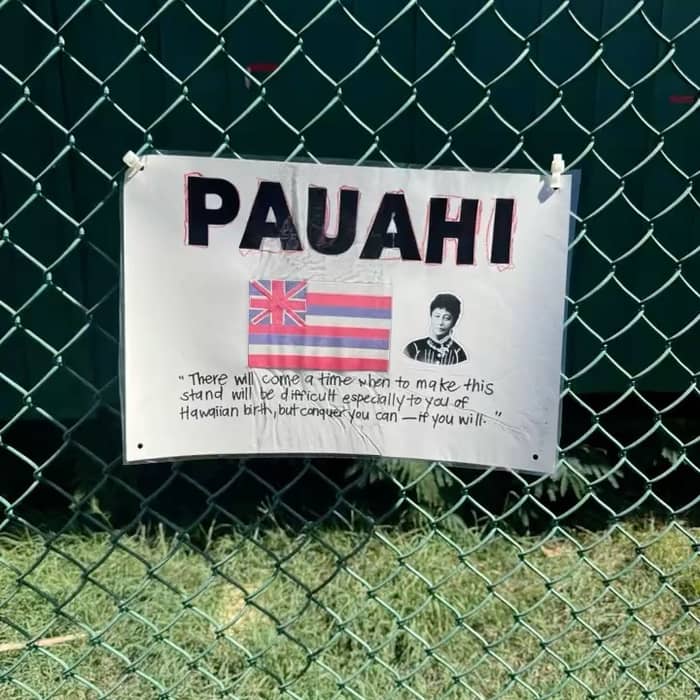 PAUAHI
"There will come a time when to make this
stand will be difficult especially to you of
Hawaiian birth, but conquer you can — if you will."